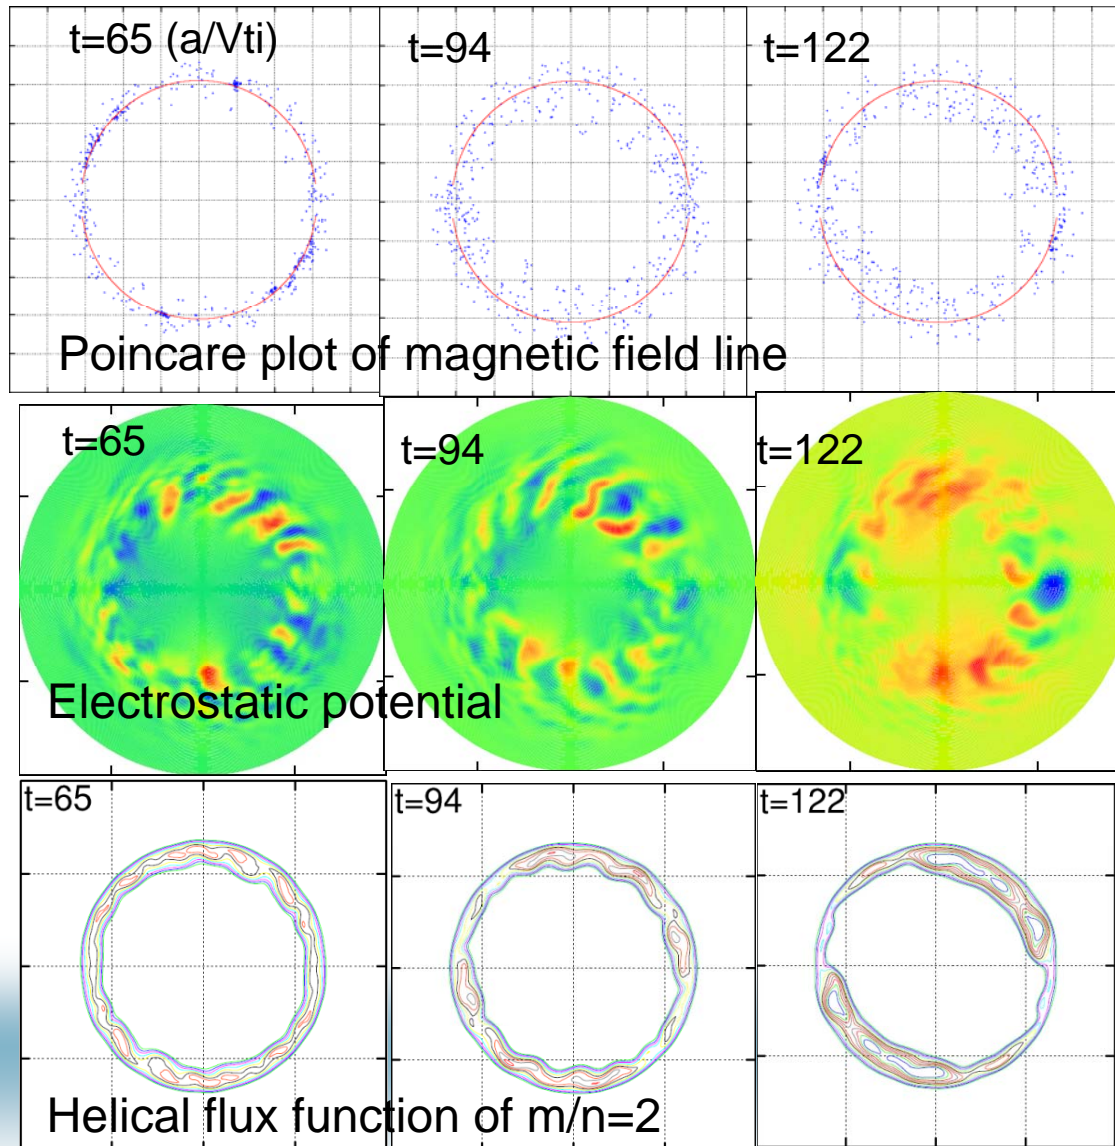 t=65 (a/Vti)
t=94
t=122
Poincare plot of magnetic field line
t=65
t=94
t=122
Electrostatic potential
t=65
t=94
t=122
Helical flux function of m/n=2